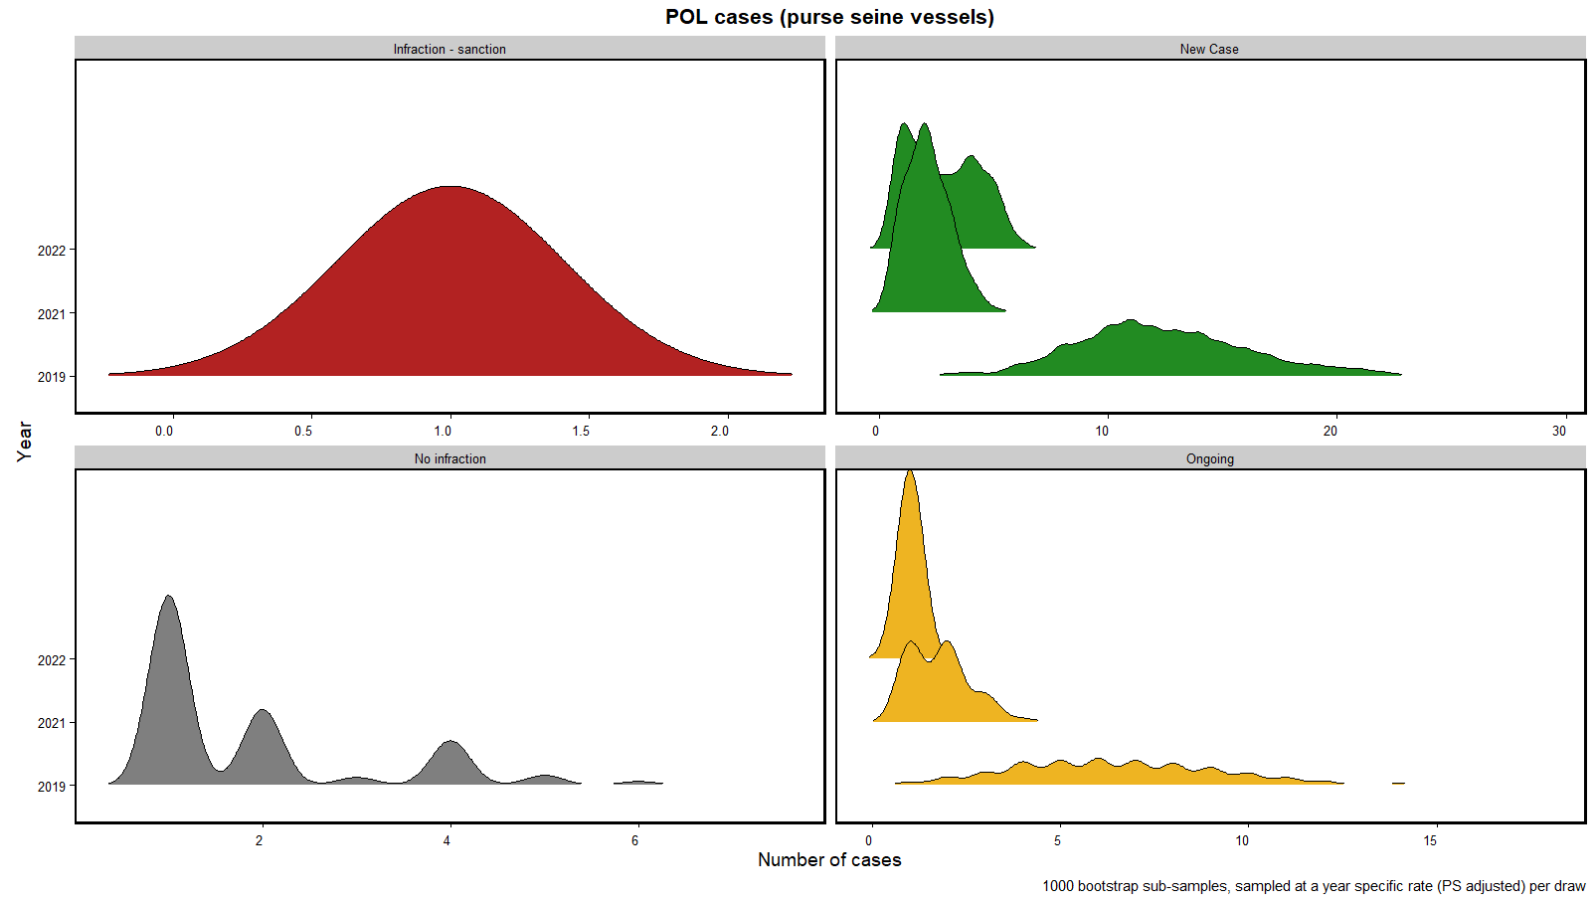 POL cases (purse seine vessels)
Infraction - sanction
New Case
2022
2021
2019
0.0 0.5 1.0 1.5 2.0
0 10 20 30
Year
No infraction
Ongoing
2022
2021
2019
2 4 6
0 5 10 15
Number of cases
1000 bootstrap sub-samples, sampled at a year specific rate (PS adjusted) per draw